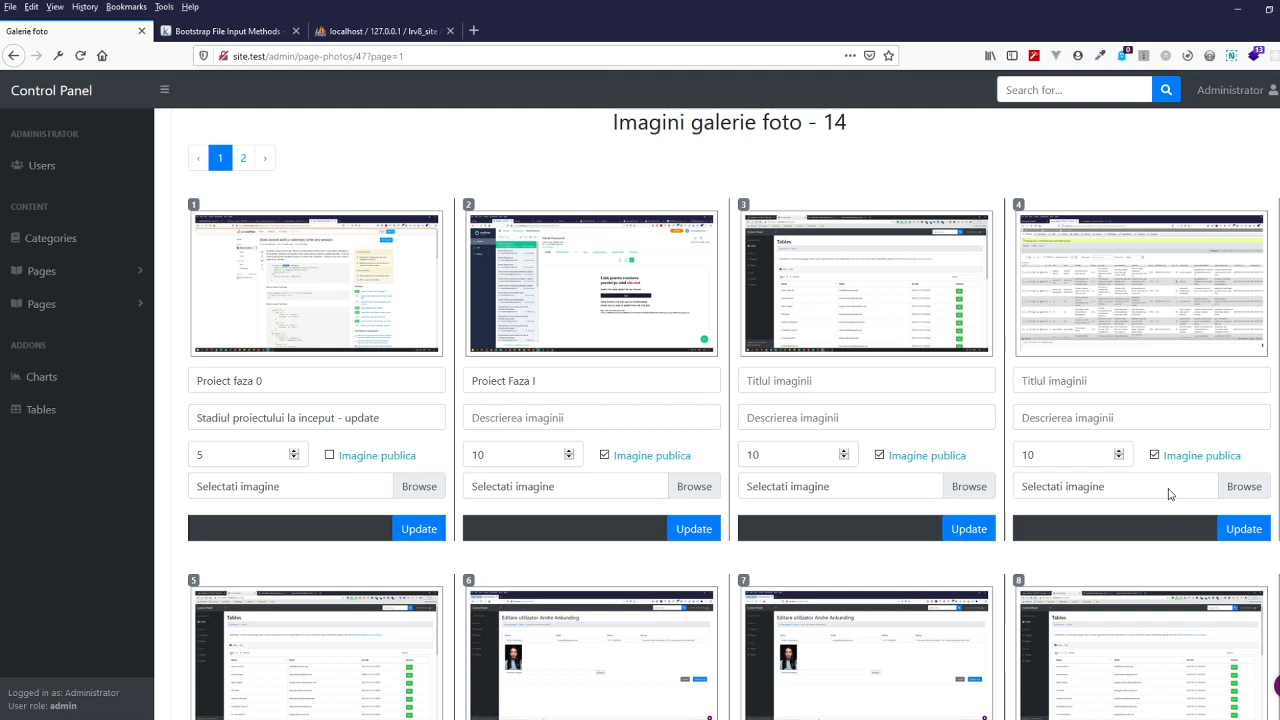 File Edit View History Bookmarks Tools Help
Galerie foto
Bootstrap File Input Methods -
localhost / 127.0.0.1 / lrv8_site
site.test/admin/page-photos/47?page=1
0
13
Control Panel
Search for...
Administrator
ADMINISTRATOR
Users
CONTENT
Categories
Pages
Pages
ADDONS
Charts
Tables
Logged in as: Administrator
User role: admin
Imagini galerie foto - 14
‹ 1 2 ›
1 2 3 4
Proiect faza 0
Proiect Faza I
Titlul imaginii
Titlul imaginii
Stadiul proiectului la inceput - update
Descrierea imaginii
Descrierea imaginii
Descrierea imaginii
5 Imagine publica
10 Imagine publica
10 Imagine publica
10 Imagine publica
Selectati imagine Browse
Selectati imagine Browse
Selectati imagine Browse
Selectati imagine Browse
Update
Update
Update
Update
5 6 7 8
Tables
Editare utilizator Andre Ankunding
Editare utilizator Andre Ankunding
Tables